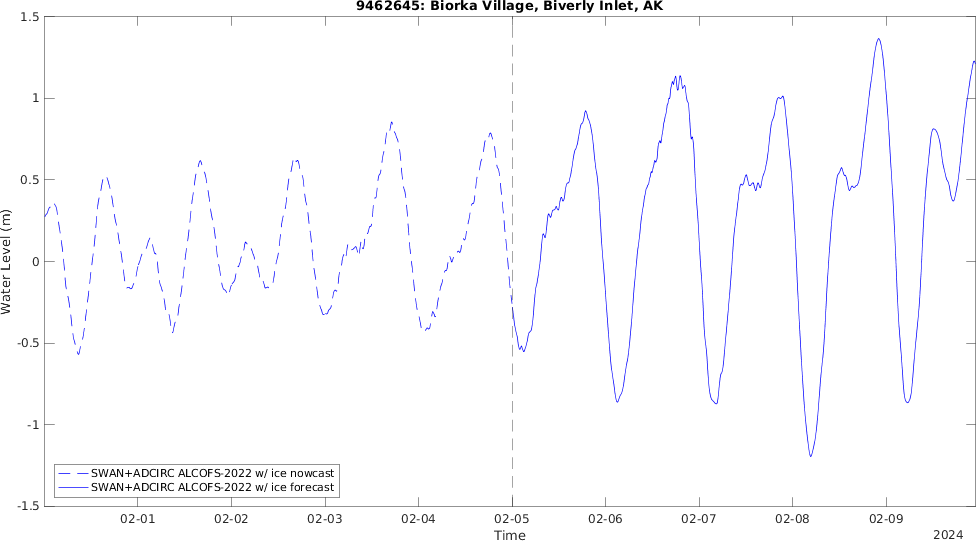 9462645: Biorka Village, Biverly Inlet, AK
1.5
1
0.5
0
-0.5
-1
-1.5
Water Level (m)
SWAN+ADCIRC ALCOFS-2022 w/ ice nowcast
SWAN+ADCIRC ALCOFS-2022 w/ ice forecast
02-01 02-02 02-03 02-04 02-05 02-06 02-07 02-08 02-09
Time
2024